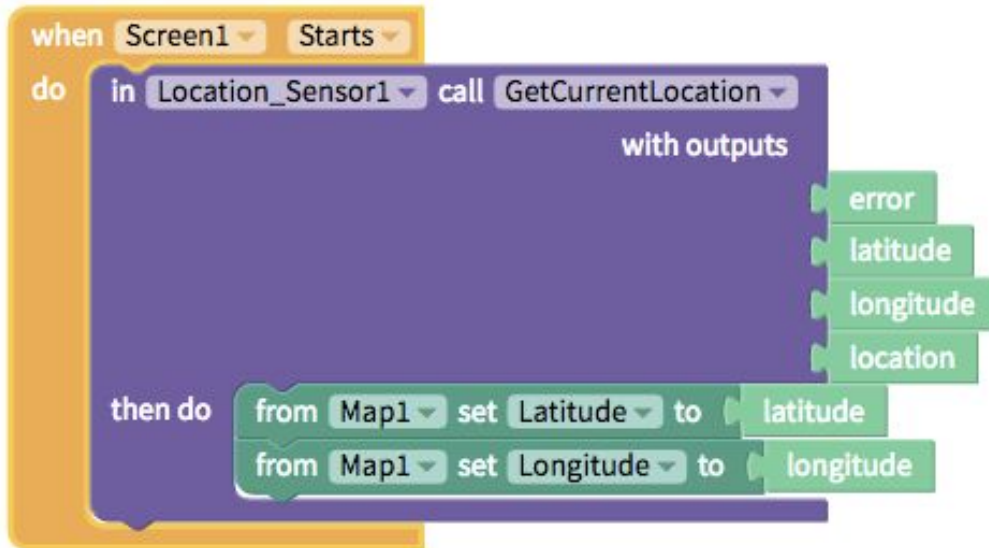 when Screen1 Starts
do in Location_Sensor1 call GetCurrentLocation
with outputs
error
latitude
longitude
location
then do from Map1 set Latitude to latitude
from Map1 set Longitude to longitude